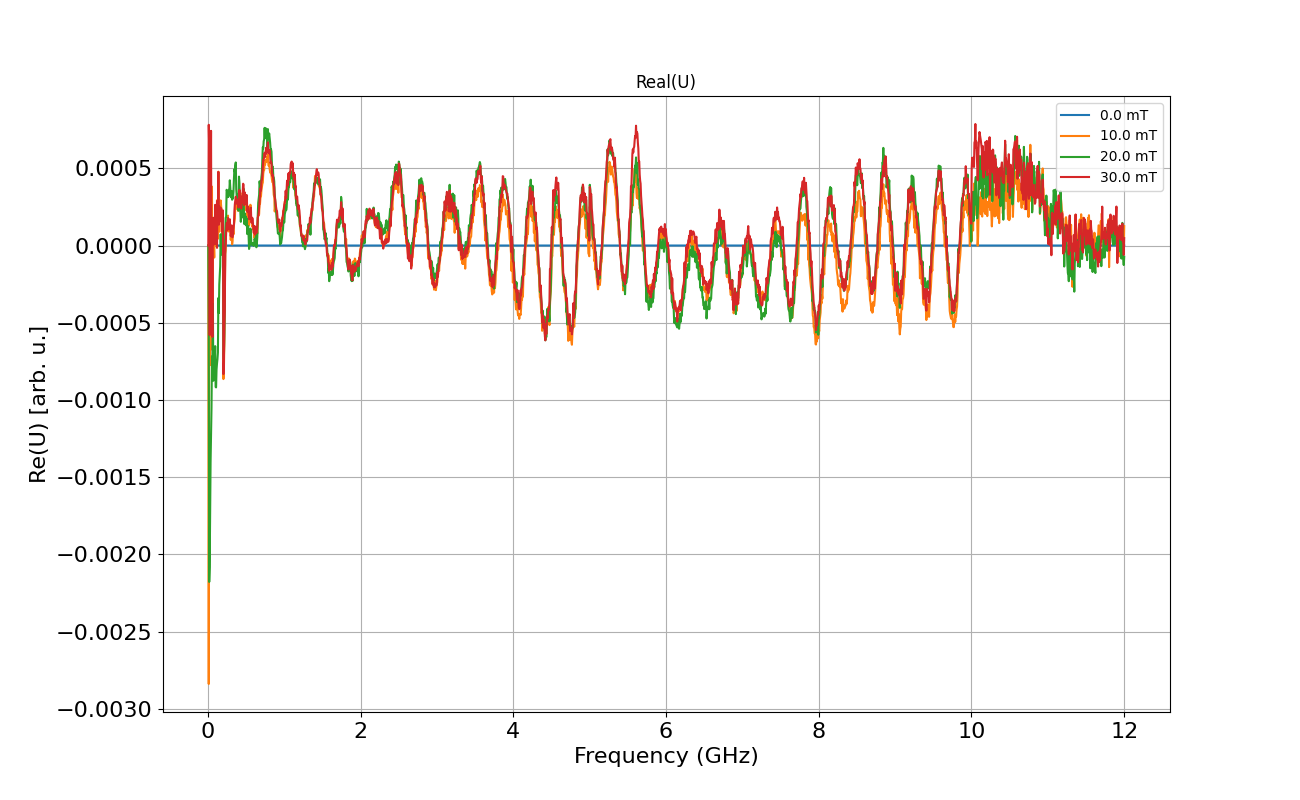 Real(U)
0.0 mT
10.0 mT
20.0 mT
30.0 mT
Re(U) [arb. u.]
0.0005
0.0000
−0.0005
−0.0010
−0.0015
−0.0020
−0.0025
−0.0030
0 2 4 6 8 10 12
Frequency (GHz)